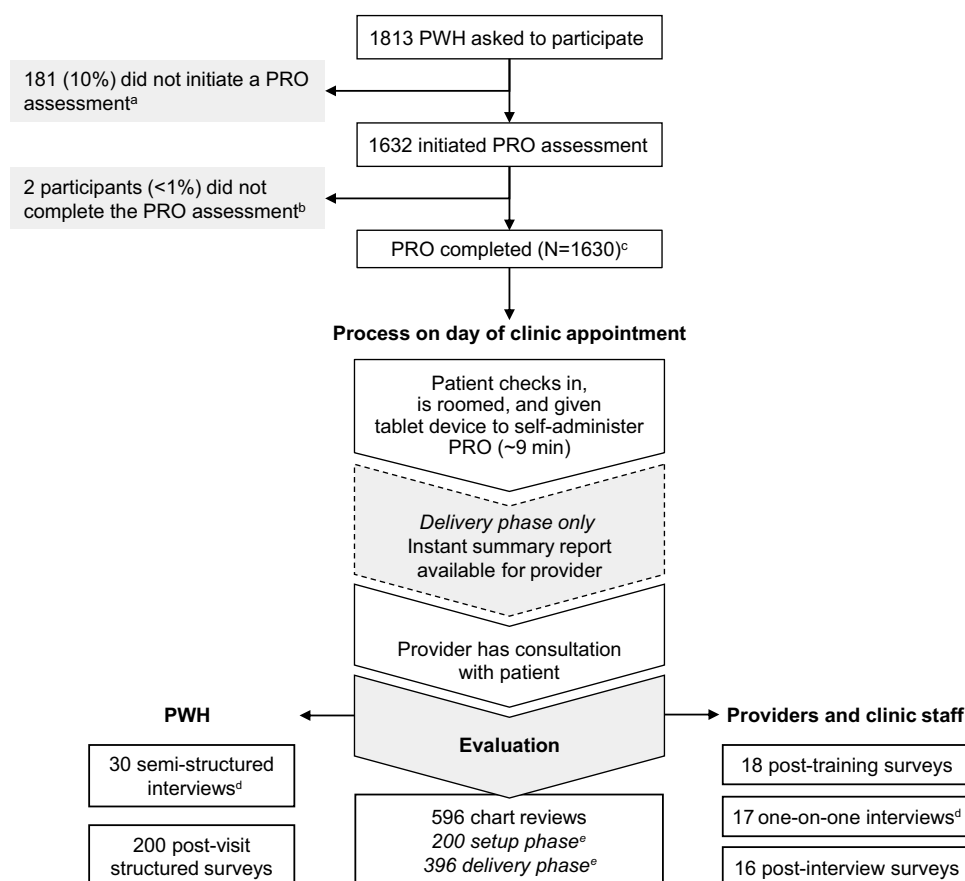 1813 PWH asked to participate
181 (10%) did not initiate a PRO
assessmentᵃ
1632 initiated PRO assessment
2 participants (<1%) did not
complete the PRO assessmentᵇ
PRO completed (N=1630)ᶜ
Process on day of clinic appointment
Patient checks in,
is roomed, and given
tablet device to self-administer
PRO (~9 min)
Delivery phase only
Instant summary report
available for provider
Provider has consultation
with patient
Evaluation
PWH
30 semi-structured
interviewsᵈ
200 post-visit
structured surveys
596 chart reviews
200 setup phaseᵉ
396 delivery phaseᵉ
Providers and clinic staff
18 post-training surveys
17 one-on-one interviewsᵈ
16 post-interview surveys